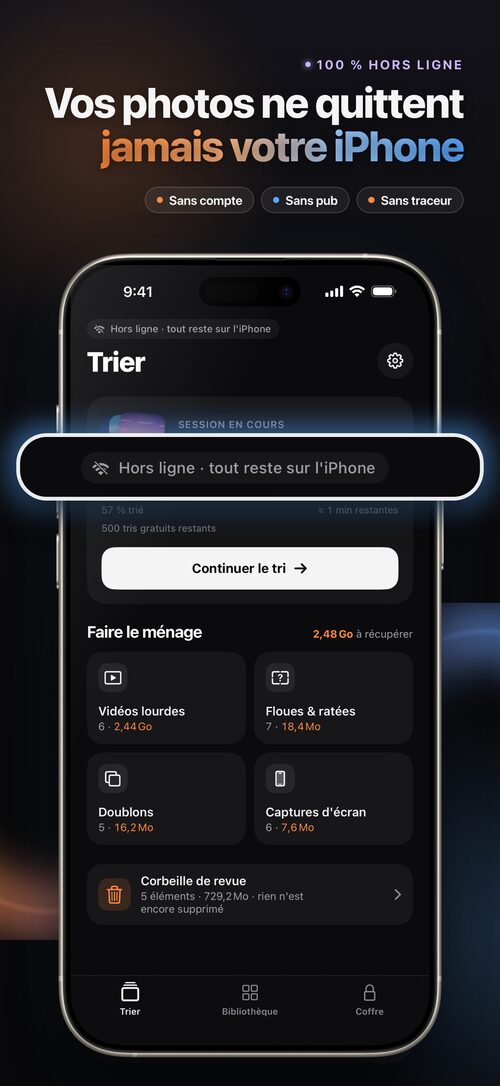 100 % HORS LIGNE
Vos photos ne quittent
jamais votre iPhone
Sans compte
Sans pub
Sans traceur
9:41
Hors ligne · tout reste sur l'iPhone
Trier
SESSION EN COURS
Hors ligne · tout reste sur l'iPhone
57 % trié
≈ 1 min restantes
500 tris gratuits restants
Continuer le tri →
Faire le ménage
2,48 Go à récupérer
Vidéos lourdes
6 · 2,44 Go
Floues & ratées
7 · 18,4 Mo
Doublons
5 · 16,2 Mo
Captures d'écran
6 · 7,6 Mo
Corbeille de revue
5 éléments · 729,2 Mo · rien n'est
encore supprimé
Trier
Bibliothèque
Coffre